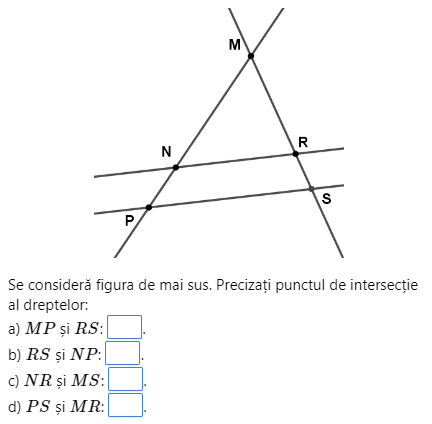 M
N
R
P
S
Se consideră figura de mai sus. Precizați punctul de intersecție
al dreptelor:
a) MP și RS: .
b) RS și NP: .
c) NR și MS: .
d) PS și MR: .